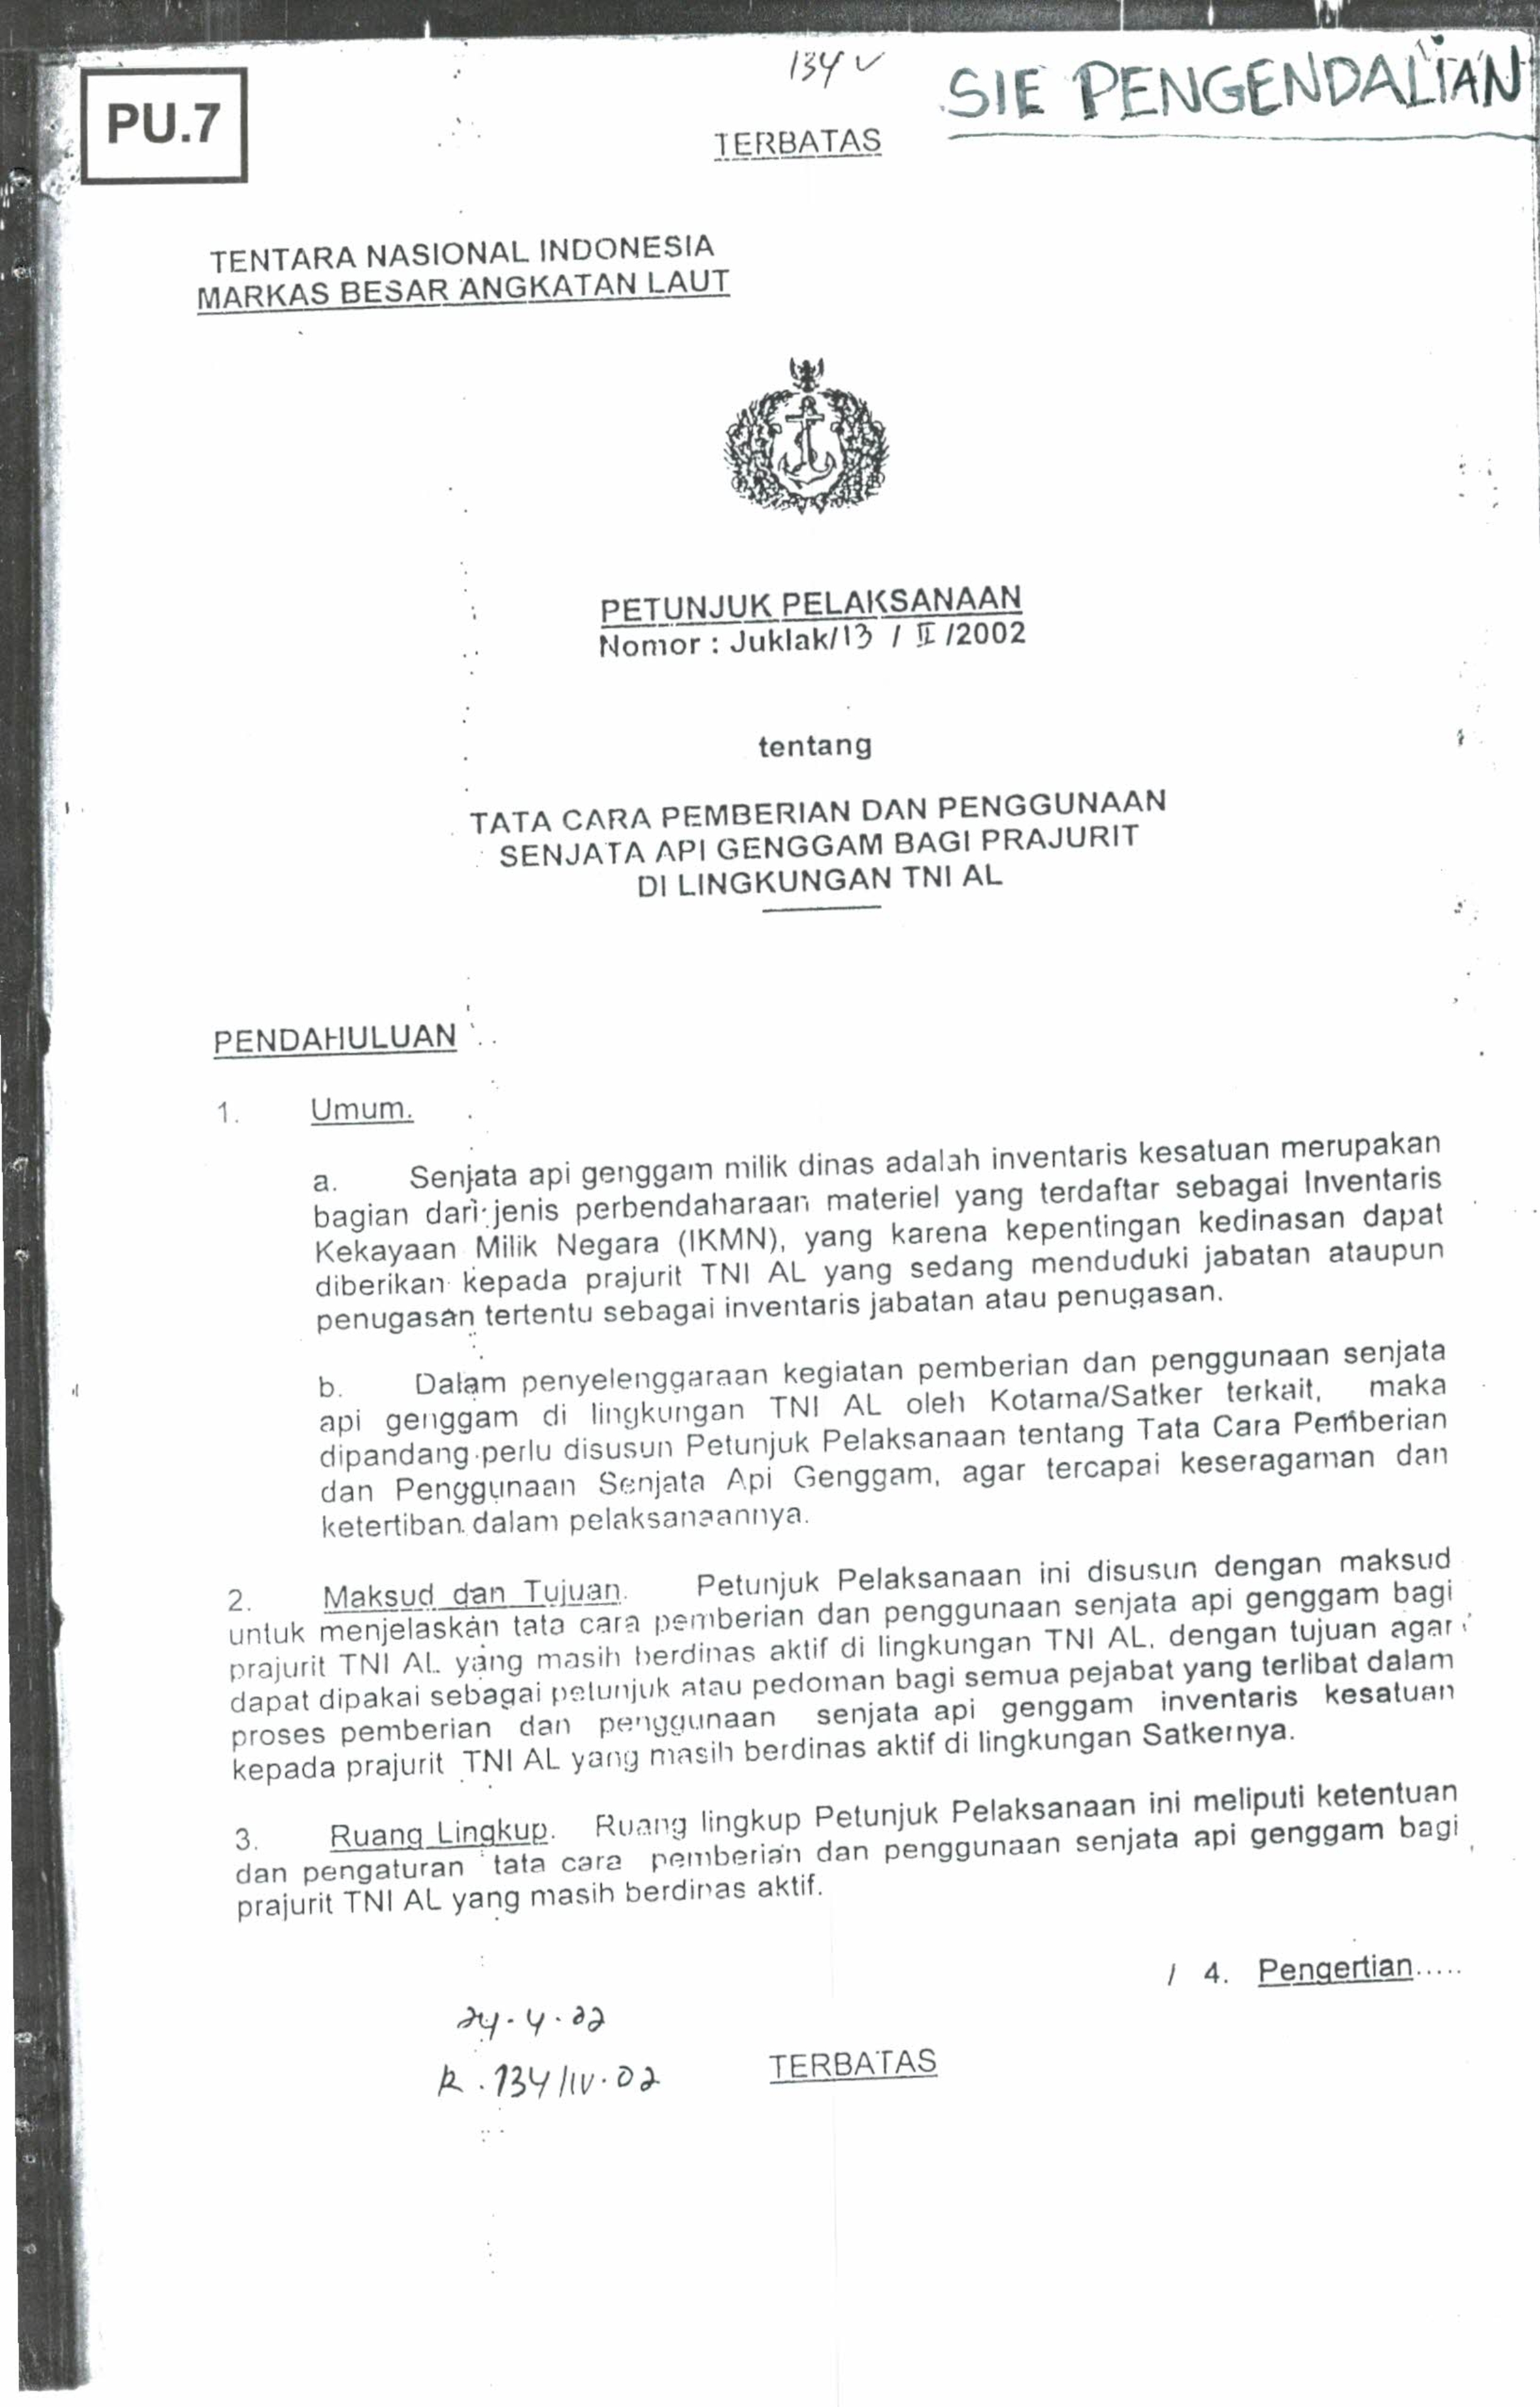 134 ✓
SIE PENGENDALIAN
PU.7
TERBATAS
TENTARA NASIONAL INDONESIA
MARKAS BESAR ANGKATAN LAUT
PETUNJUK PELAKSANAAN
Nomor : Juklak/13 / II /2002
tentang
TATA CARA PEMBERIAN DAN PENGGUNAAN
SENJATA API GENGGAM BAGI PRAJURIT
DI LINGKUNGAN TNI AL
PENDAHULUAN
1. Umum.
a. Senjata api genggam milik dinas adalah inventaris kesatuan merupakan
bagian dari jenis perbendaharaan materiel yang terdaftar sebagai Inventaris
Kekayaan Milik Negara (IKMN), yang karena kepentingan kedinasan dapat
diberikan kepada prajurit TNI AL yang sedang menduduki jabatan ataupun
penugasan tertentu sebagai inventaris jabatan atau penugasan.
b. Dalam penyelenggaraan kegiatan pemberian dan penggunaan senjata
api genggam di lingkungan TNI AL oleh Kotama/Satker terkait, maka
dipandang perlu disusun Petunjuk Pelaksanaan tentang Tata Cara Pemberian
dan Penggunaan Senjata Api Genggam, agar tercapai keseragaman dan
ketertiban dalam pelaksanaannya.
2. Maksud dan Tujuan. Petunjuk Pelaksanaan ini disusun dengan maksud
untuk menjelaskan tata cara pemberian dan penggunaan senjata api genggam bagi
prajurit TNI AL yang masih berdinas aktif di lingkungan TNI AL, dengan tujuan agar
dapat dipakai sebagai petunjuk atau pedoman bagi semua pejabat yang terlibat dalam
proses pemberian dan penggunaan senjata api genggam inventaris kesatuan
kepada prajurit TNI AL yang masih berdinas aktif di lingkungan Satkernya.
3. Ruang Lingkup. Ruang lingkup Petunjuk Pelaksanaan ini meliputi ketentuan
dan pengaturan tata cara pemberian dan penggunaan senjata api genggam bagi
prajurit TNI AL yang masih berdinas aktif.
/ 4. Pengertian.....
24-4-02
R.134/IV.02
TERBATAS